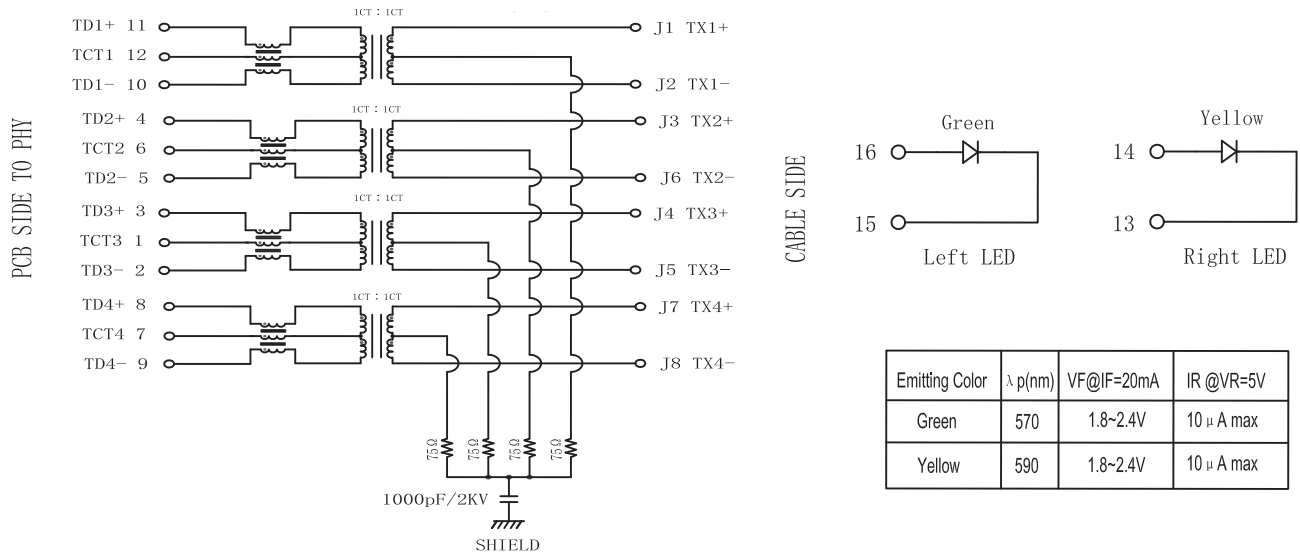 PCB SIDE TO PHY
1CT : 1CT
TD1+ 11
TCT1 12
TD1- 10
J1 TX1+
J2 TX1-
1CT : 1CT
TD2+ 4
TCT2 6
TD2- 5
J3 TX2+
J6 TX2-
1CT : 1CT
TD3+ 3
TCT3 1
TD3- 2
J4 TX3+
J5 TX3-
1CT : 1CT
TD4+ 8
TCT4 7
TD4- 9
J7 TX4+
J8 TX4-
75Ω
75Ω
75Ω
75Ω
1000pF/2KV
SHIELD
CABLE SIDE
Green
16
15
Left LED
Yellow
14
13
Right LED
Emitting Color λ p(nm) VF@IF=20mA IR @VR=5V
Green 570 1.8~2.4V 10 μ A max
Yellow 590 1.8~2.4V 10 μ A max